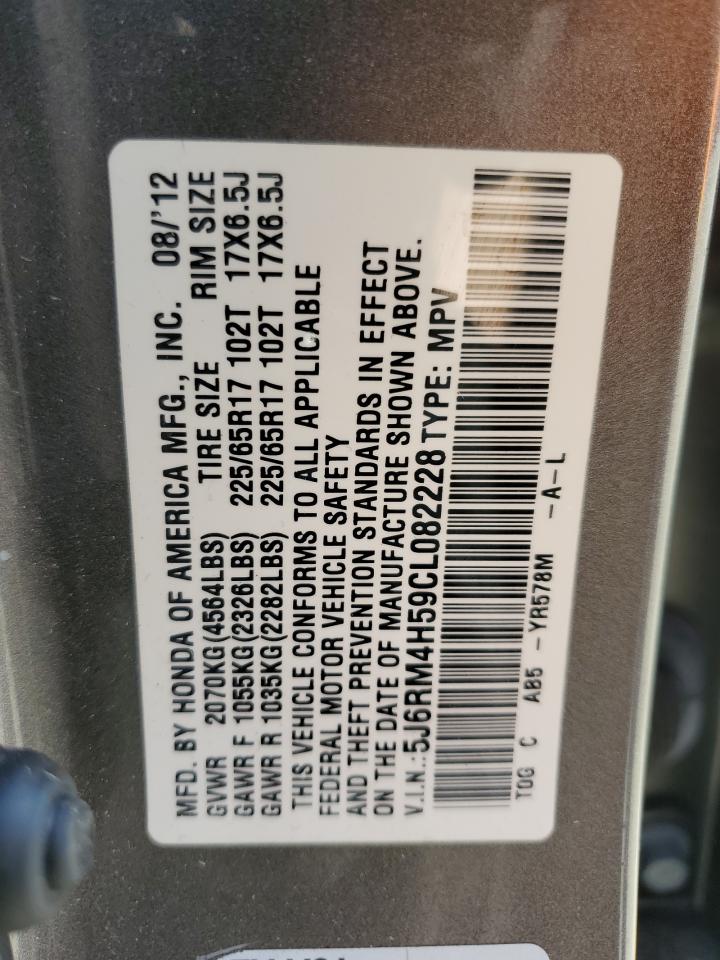 MFD. BY HONDA OF AMERICA MFG., INC. 08/'12
GVWR 2070KG(4564LBS) TIRE SIZE RIM SIZE
GAWR F 1055KG(2326LBS) 225/65R17 102T 17X6.5J
GAWR R 1035KG(2282LBS) 225/65R17 102T 17X6.5J
THIS VEHICLE CONFORMS TO ALL APPLICABLE
FEDERAL MOTOR VEHICLE SAFETY
AND THEFT PREVENTION STANDARDS IN EFFECT
ON THE DATE OF MANUFACTURE SHOWN ABOVE.
V.I.N.:5J6RM4H59CL082228 TYPE: MPV
TOG C AB5 -YR578M -A-L